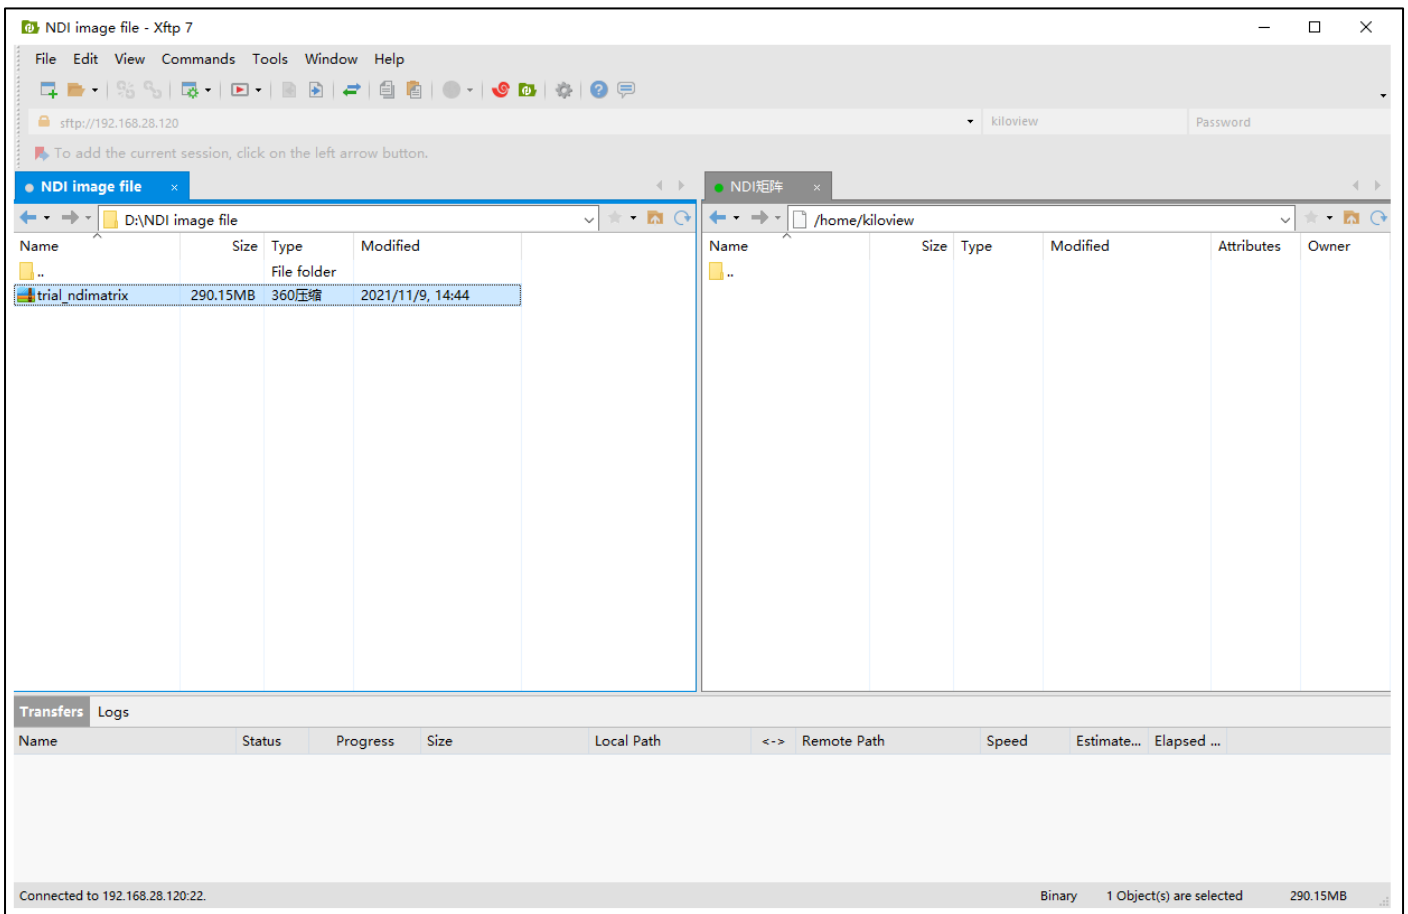 NDI image file - Xftp 7
File Edit View Commands Tools Window Help
sftp://192.168.28.120 kiloview Password
To add the current session, click on the left arrow button.
NDI image file × NDI矩阵 ×
D:\NDI image file /home/kiloview
Name Size Type Modified Name Size Type Modified Attributes Owner
.. File folder ..
trial_ndimatrix 290.15MB 360压缩 2021/11/9, 14:44
Transfers Logs
Name Status Progress Size Local Path <-> Remote Path Speed Estimate... Elapsed ...
Connected to 192.168.28.120:22. Binary 1 Object(s) are selected 290.15MB